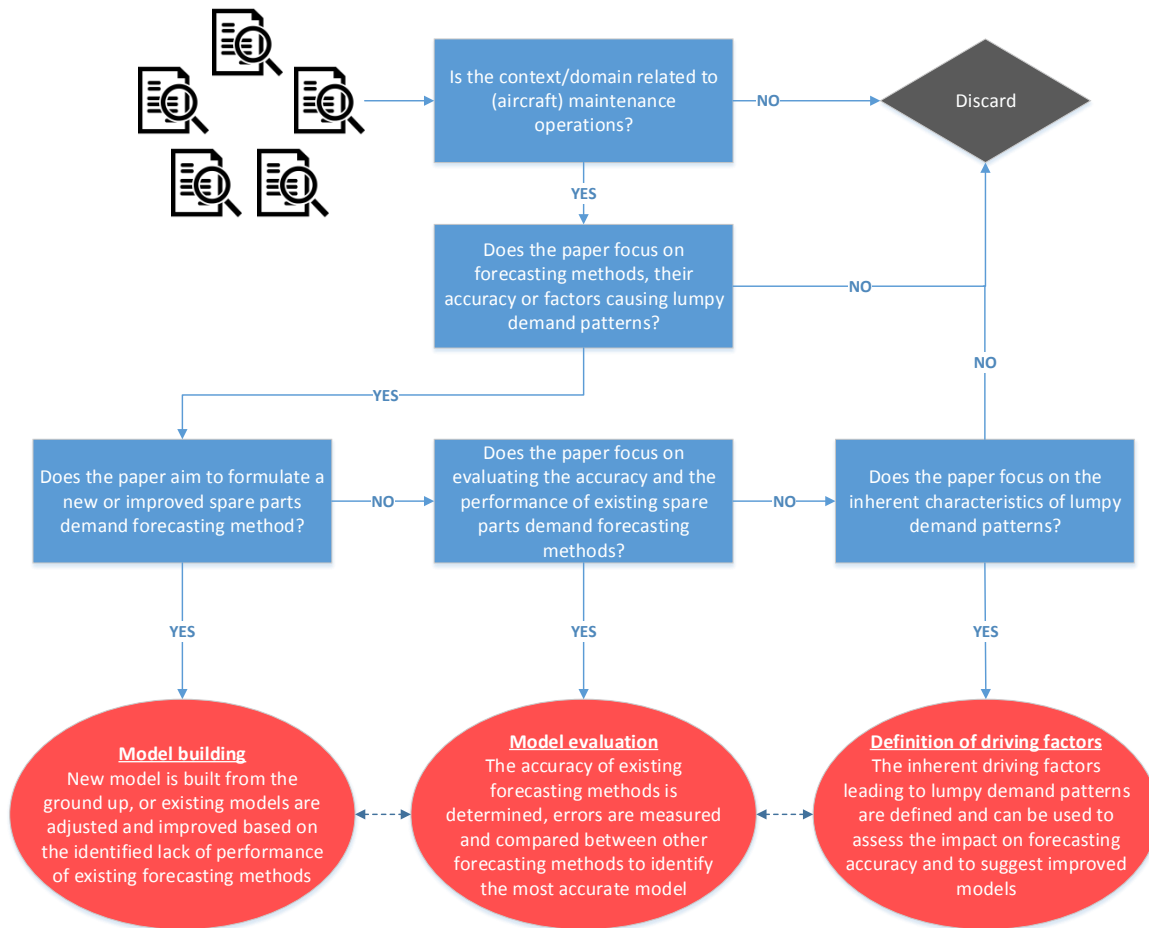 Is the context/domain related to
(aircraft) maintenance
operations?
NO
Discard
YES
Does the paper focus on
forecasting methods, their
accuracy or factors causing lumpy
demand patterns?
NO
NO
YES
Does the paper aim to formulate a
new or improved spare parts
demand forecasting method?
NO
Does the paper focus on
evaluating the accuracy and the
performance of existing spare
parts demand forecasting
methods?
NO
Does the paper focus on the
inherent characteristics of lumpy
demand patterns?
YES
YES
YES
Model building
New model is built from the
ground up, or existing models are
adjusted and improved based on
the identified lack of performance
of existing forecasting methods
Model evaluation
The accuracy of existing
forecasting methods is
determined, errors are measured
and compared between other
forecasting methods to identify
the most accurate model
Definition of driving factors
The inherent driving factors
leading to lumpy demand patterns
are defined and can be used to
assess the impact on forecasting
accuracy and to suggest improved
models